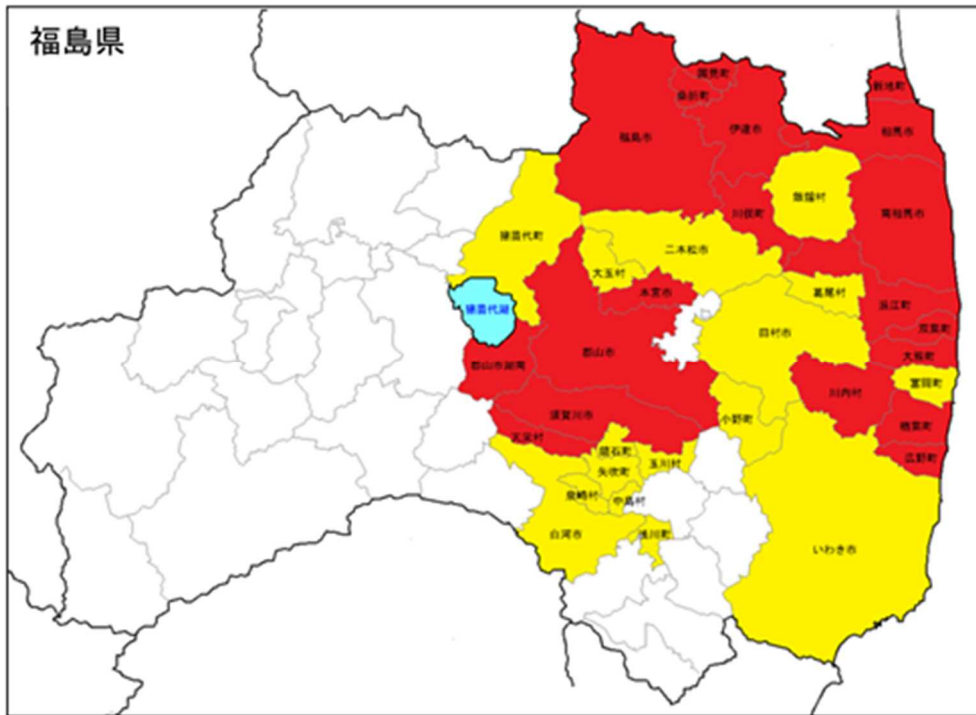 福島県
国見町
桑折町
新地町
福島市
伊達市
相馬市
飯舘村
川俣町
南相馬市
猪苗代町
二本松市
大玉村
本宮市
葛尾村
浪江町
猪苗代湖
田村市
双葉町
郡山市
大熊町
郡山市湖南
富岡町
川内村
須賀川市
小野町
楢葉町
天栄村
鏡石町
玉川村
広野町
矢吹町
泉崎村
中島村
白河市
浅川町
いわき市